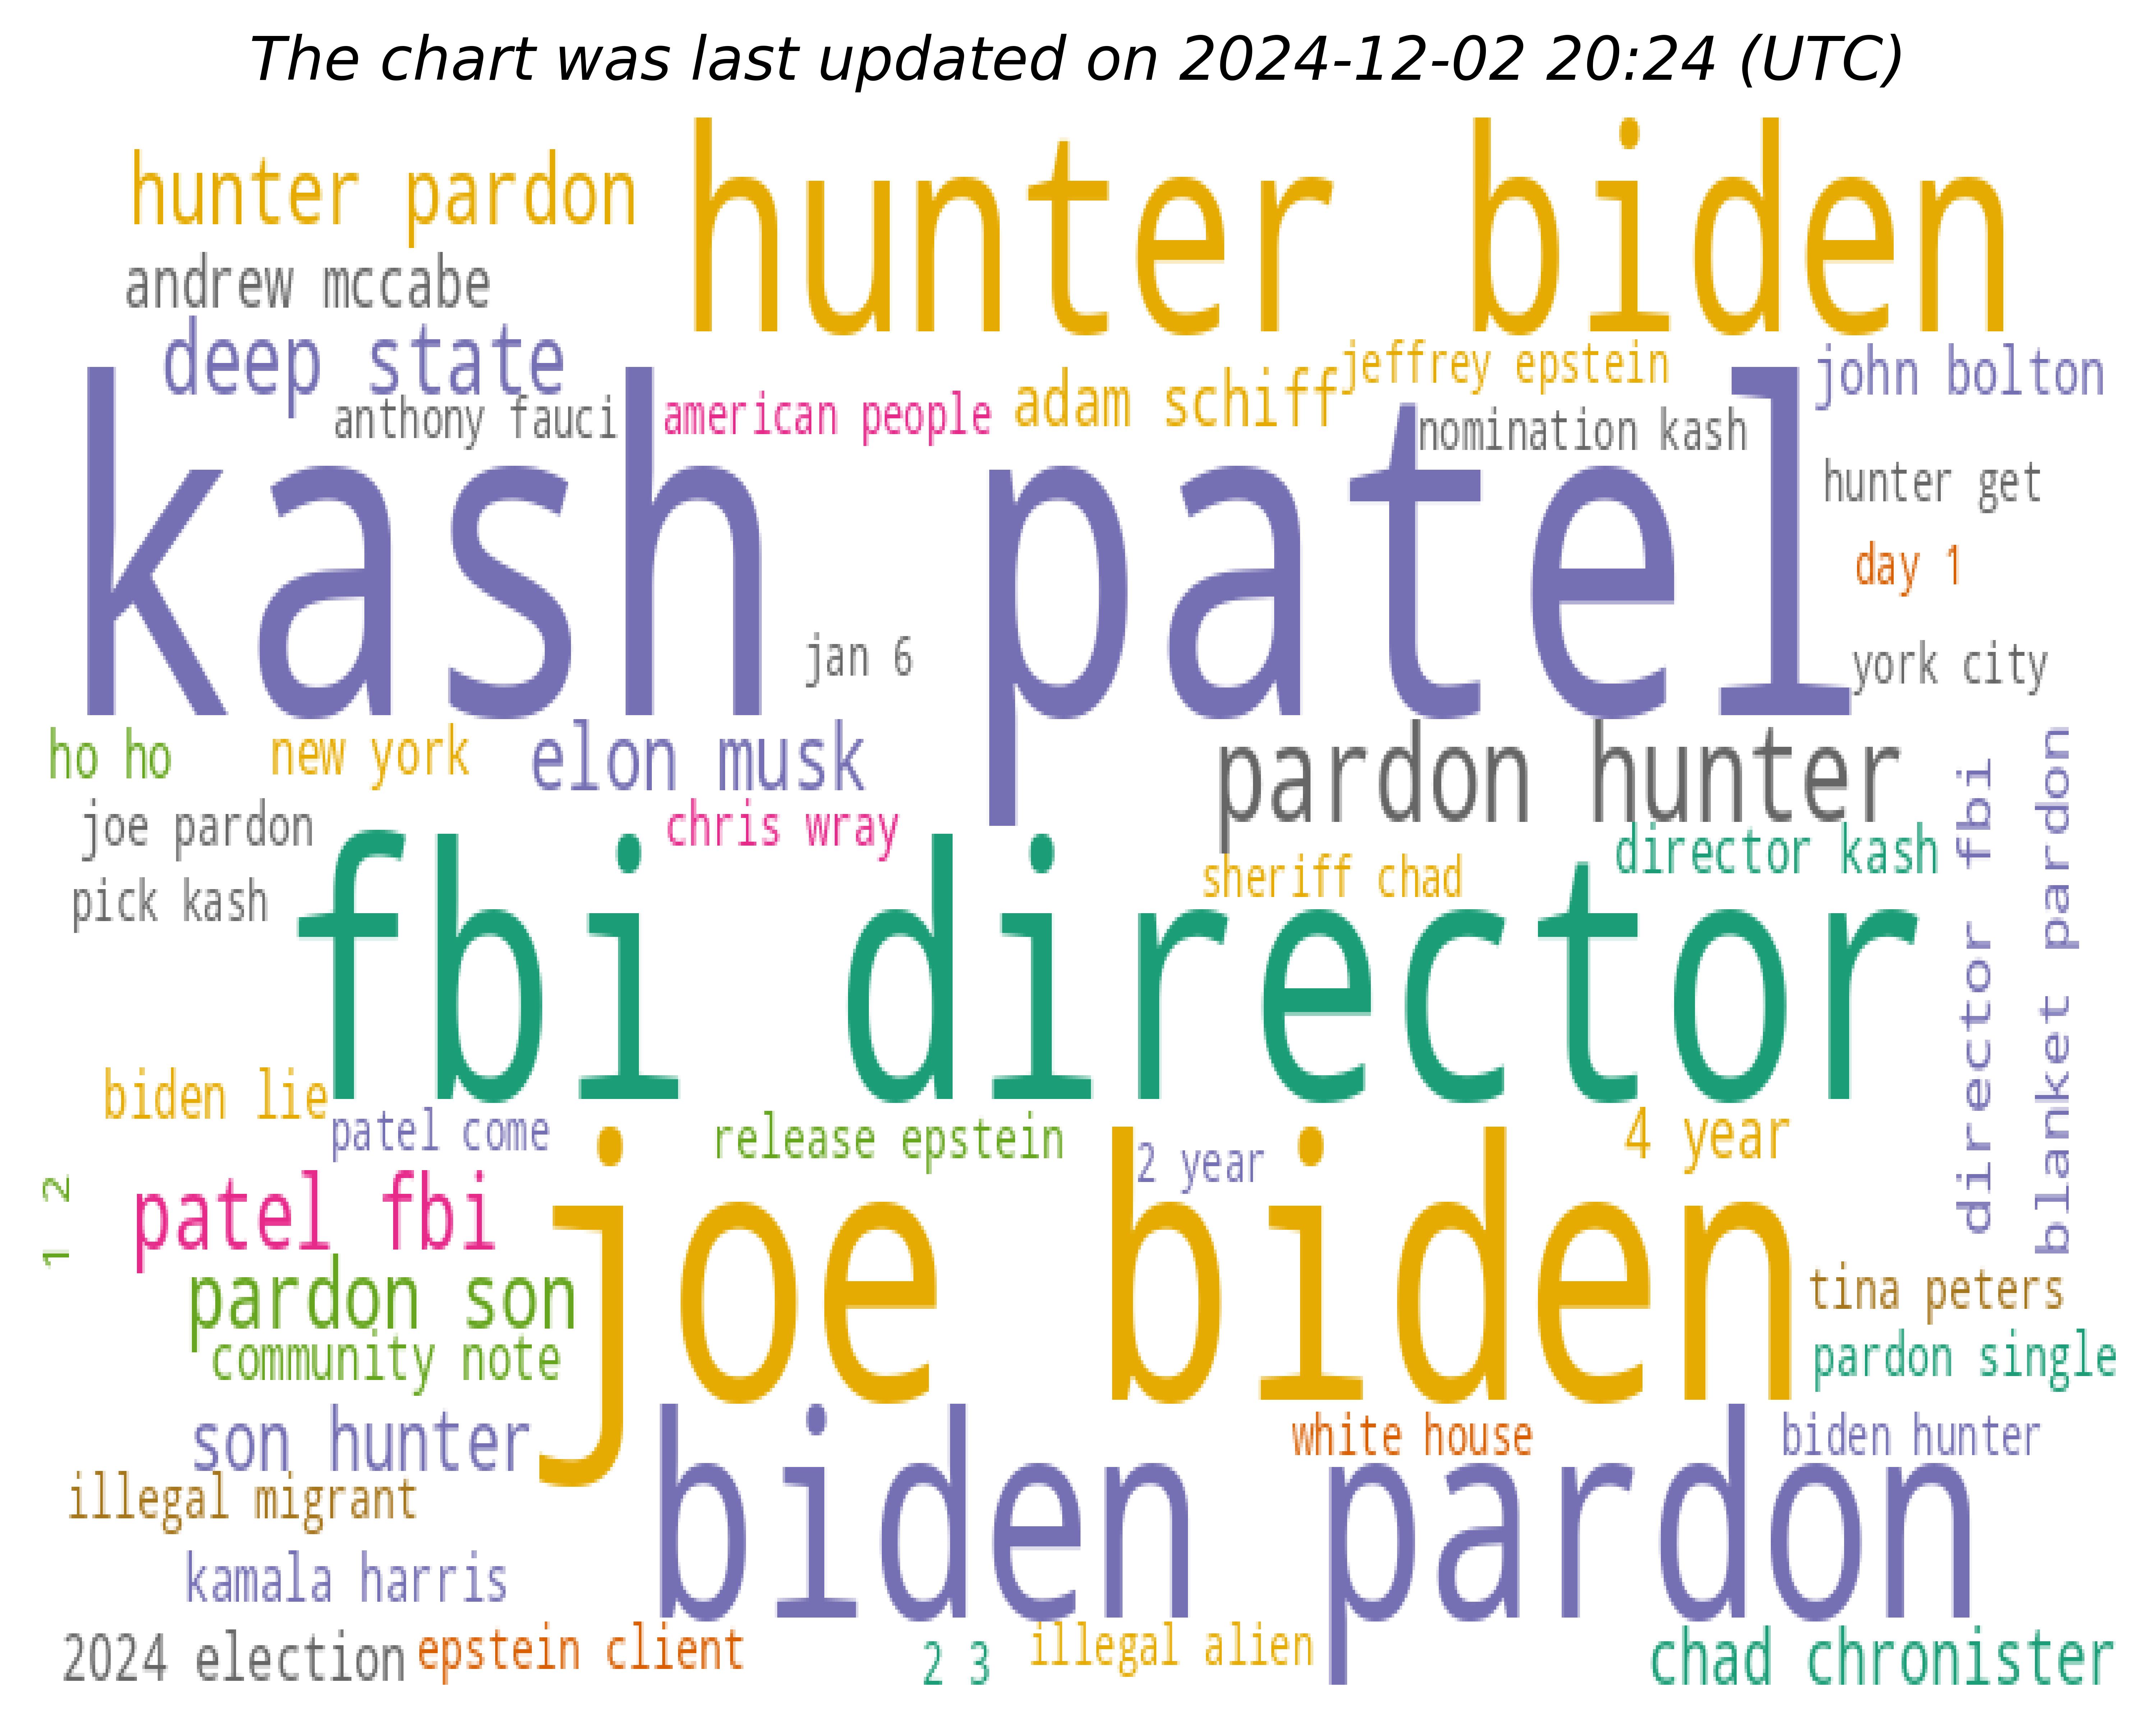 The chart was last updated on 2024-12-02 20:24 (UTC)
hunter biden
hunter pardon
andrew mccabe
deep state
jeffrey epstein
john bolton
adam schiff
american people
anthony fauci
nomination kash
kash patel
hunter get
day 1
jan 6
york city
ho ho
new york
elon musk
pardon hunter
joe pardon
chris wray
director kash
sheriff chad
pick kash
fbi director
director fbi
blanket pardon
biden lie
patel come
release epstein
2 year
4 year
1 2
patel fbi
joe biden
pardon son
tina peters
community note
pardon single
son hunter
white house
biden hunter
illegal migrant
biden pardon
kamala harris
2024 election
epstein client
2 3
illegal alien
chad chronister